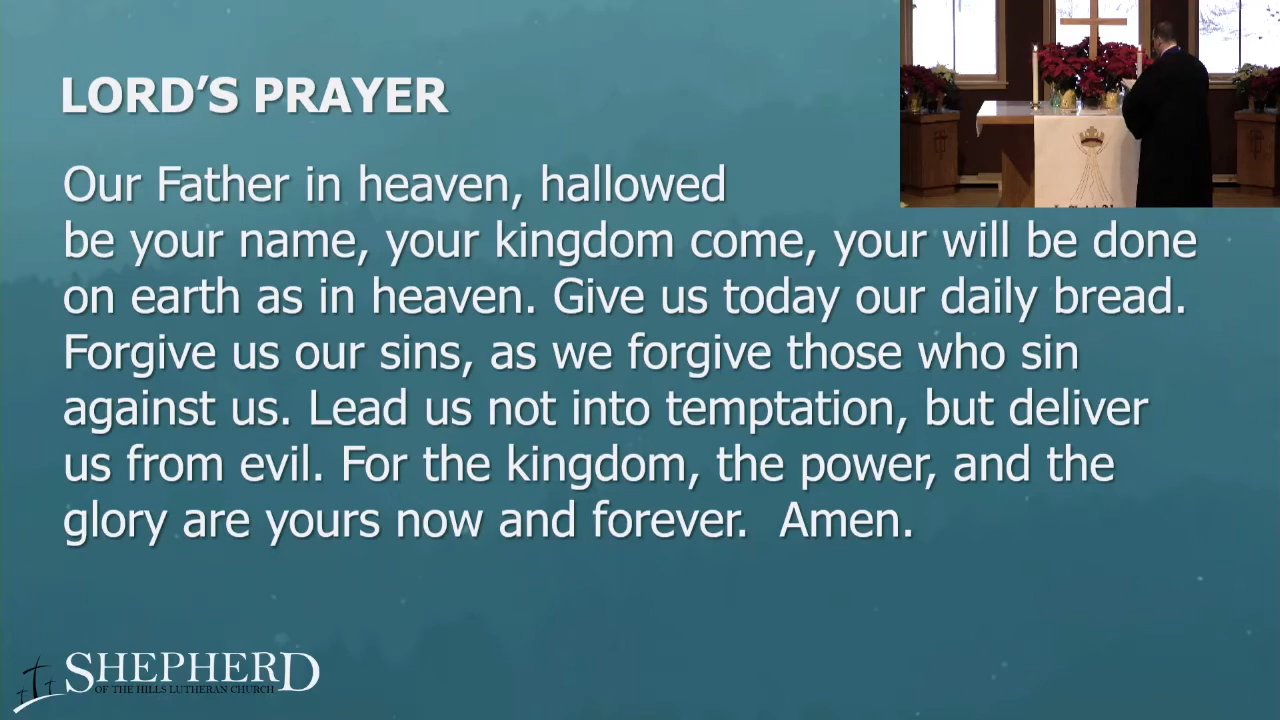 LORD'S PRAYER
Our Father in heaven, hallowed
be your name, your kingdom come, your will be done
on earth as in heaven. Give us today our daily bread.
Forgive us our sins, as we forgive those who sin
against us. Lead us not into temptation, but deliver
us from evil. For the kingdom, the power, and the
glory are yours now and forever.  Amen.
SHEPHERD
OF THE HILLS LUTHERAN CHURCH